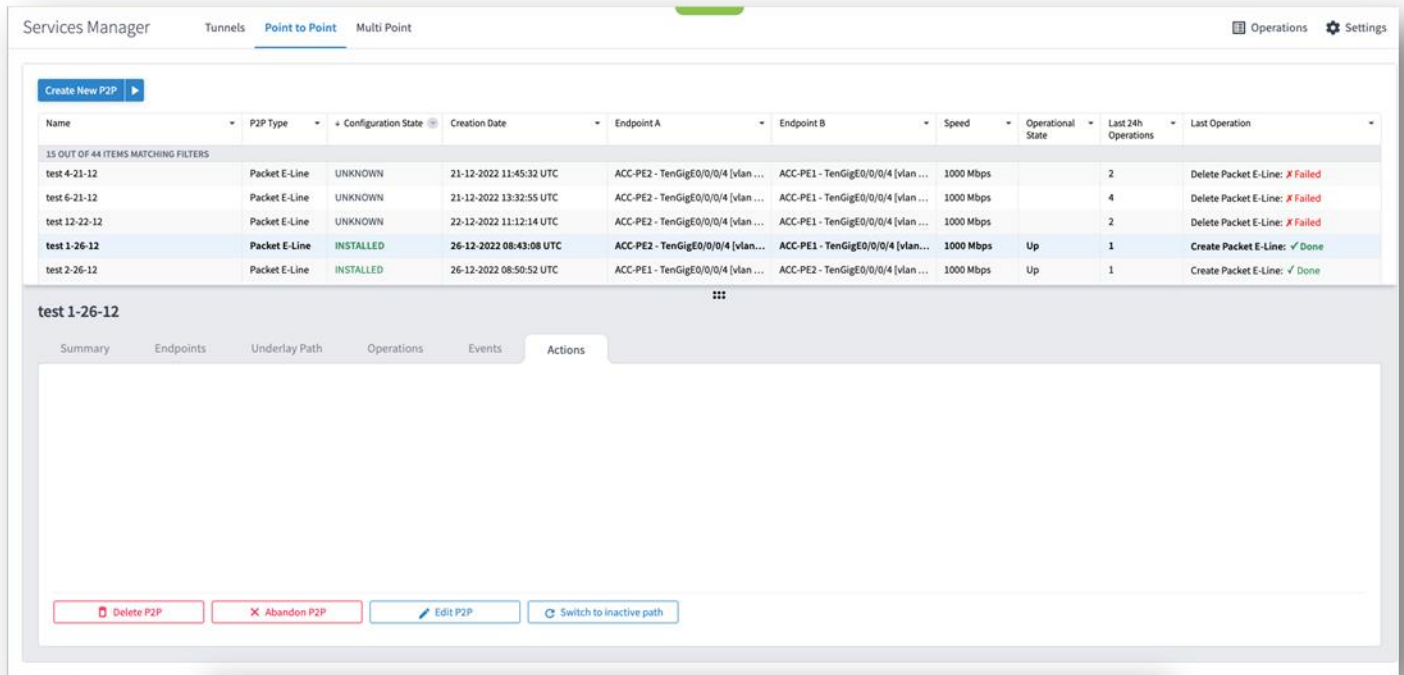 Services Manager Tunnels Point to Point Multi Point Operations Settings
Create New P2P
Name P2P Type ↓ Configuration State Creation Date Endpoint A Endpoint B Speed Operational State Last 24h Operations Last Operation
15 OUT OF 44 ITEMS MATCHING FILTERS
test 4-21-12 Packet E-Line UNKNOWN 21-12-2022 11:45:32 UTC ACC-PE2 - TenGigE0/0/0/4 [vlan ... ACC-PE1 - TenGigE0/0/0/4 [vlan ... 1000 Mbps 2 Delete Packet E-Line: ✗ Failed
test 6-21-12 Packet E-Line UNKNOWN 21-12-2022 13:32:55 UTC ACC-PE2 - TenGigE0/0/0/4 [vlan ... ACC-PE1 - TenGigE0/0/0/4 [vlan ... 1000 Mbps 4 Delete Packet E-Line: ✗ Failed
test 12-22-12 Packet E-Line UNKNOWN 22-12-2022 11:12:14 UTC ACC-PE2 - TenGigE0/0/0/4 [vlan ... ACC-PE1 - TenGigE0/0/0/4 [vlan ... 1000 Mbps 2 Delete Packet E-Line: ✗ Failed
test 1-26-12 Packet E-Line INSTALLED 26-12-2022 08:43:08 UTC ACC-PE2 - TenGigE0/0/0/4 [vlan... ACC-PE1 - TenGigE0/0/0/4 [vlan... 1000 Mbps Up 1 Create Packet E-Line: ✓ Done
test 2-26-12 Packet E-Line INSTALLED 26-12-2022 08:50:52 UTC ACC-PE1 - TenGigE0/0/0/4 [vlan ... ACC-PE2 - TenGigE0/0/0/4 [vlan ... 1000 Mbps Up 1 Create Packet E-Line: ✓ Done
test 1-26-12
Summary Endpoints Underlay Path Operations Events Actions
Delete P2P Abandon P2P Edit P2P Switch to inactive path